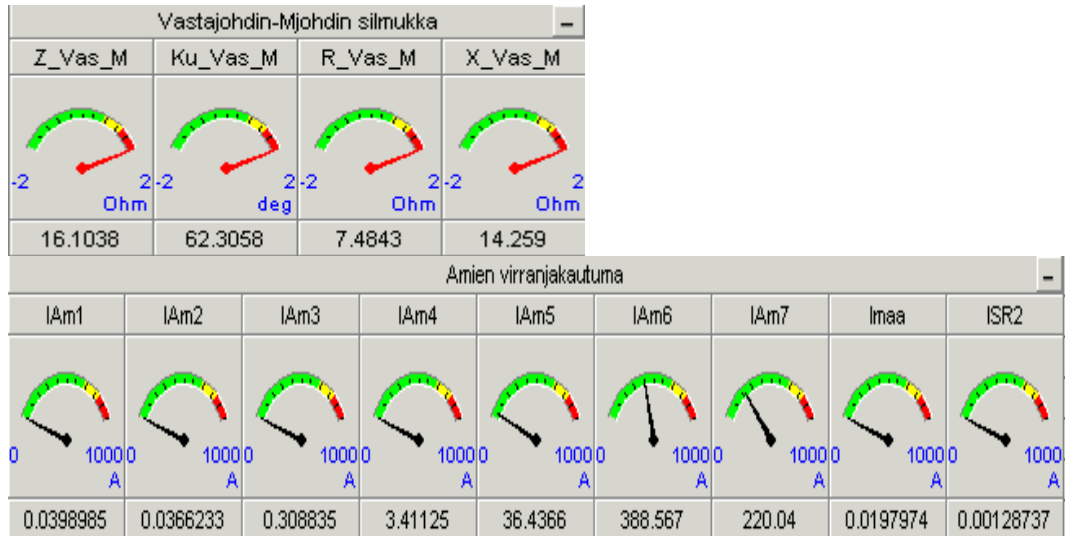 Vastajohdin-Mjohdin silmukka
Z_Vas_M Ku_Vas_M R_Vas_M X_Vas_M
-2 2 -2 2 -2 2 -2 2
Ohm deg Ohm Ohm
16.1038 62.3058 7.4843 14.259
Amien virranjakautuma
IAm1 IAm2 IAm3 IAm4 IAm5 IAm6 IAm7 Imaa ISR2
0 1000 0 1000 0 1000 0 1000 0 1000 0 1000 0 1000 0 1000 0 1000
A A A A A A A A A
0.0398985 0.0366233 0.308835 3.41125 36.4366 388.567 220.04 0.0197974 0.00128737